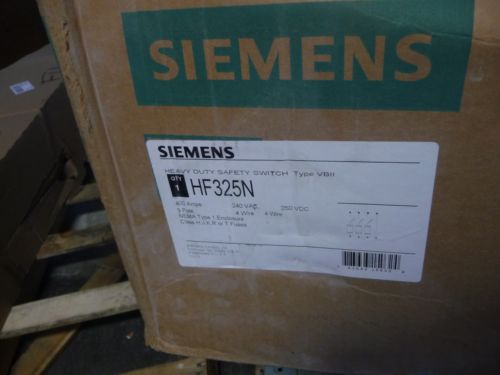 SIEMENS
SIEMENS
HEAVY DUTY SAFETY SWITCH Type VBII
QTY 1 HF325N
400 Amps 240 VAC 250 VDC
3 Pole 4 Wire 4 Wire
NEMA Type 1 Enclosure
Class H,J,K,R or T Fuses